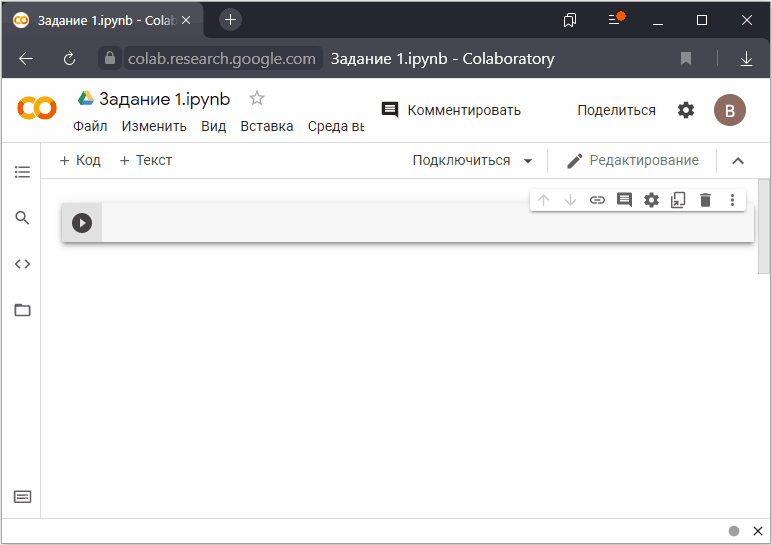 Задание 1.ipynb - Colab
colab.research.google.com Задание 1.ipynb - Colaboratory
Задание 1.ipynb
Комментировать Поделиться B
Файл Изменить Вид Вставка Среда вы
+ Код + Текст Подключиться Редактирование